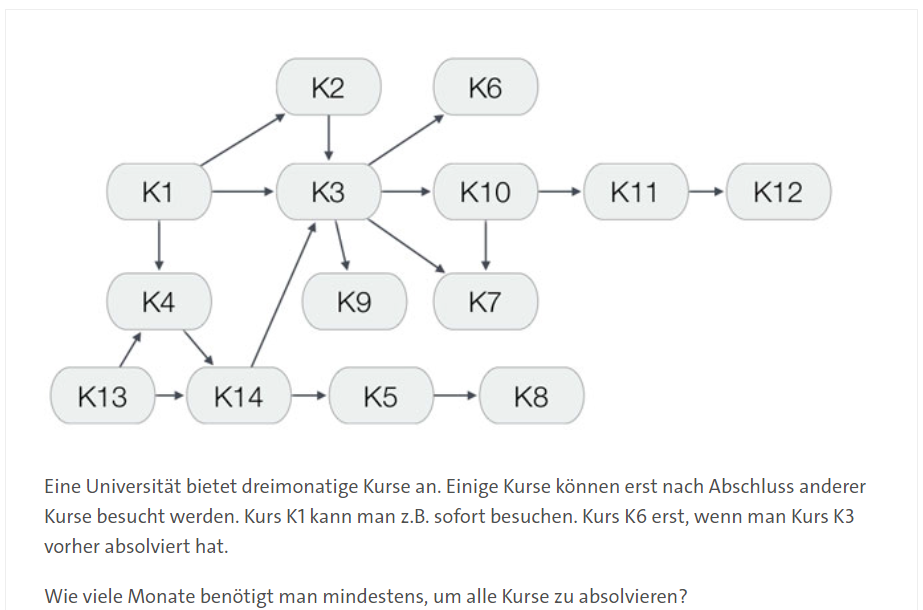 K2 K6
K1 K3 K10 K11 K12
K4 K9 K7
K13 K14 K5 K8
Eine Universität bietet dreimonatige Kurse an. Einige Kurse können erst nach Abschluss anderer
Kurse besucht werden. Kurs K1 kann man z.B. sofort besuchen. Kurs K6 erst, wenn man Kurs K3
vorher absolviert hat.
Wie viele Monate benötigt man mindestens, um alle Kurse zu absolvieren?